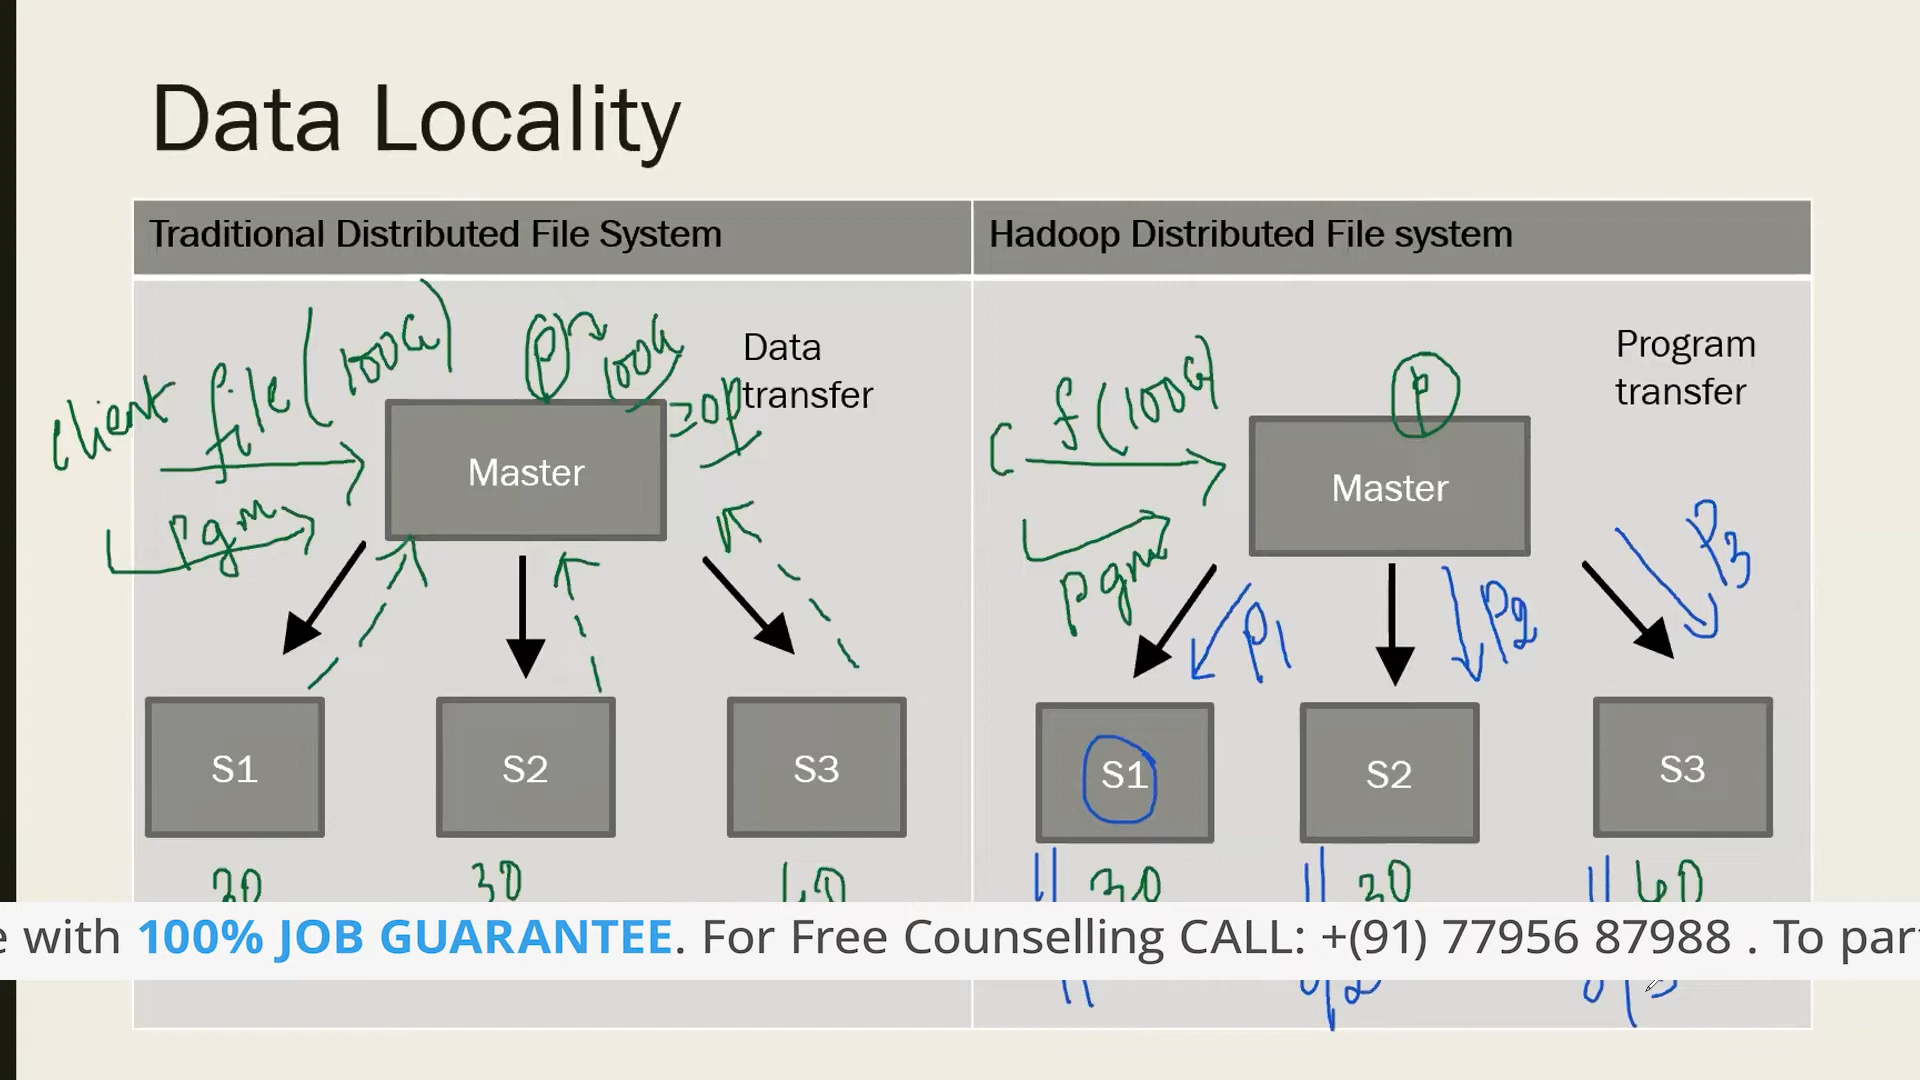 Data Locality
Traditional Distributed File System
Hadoop Distributed File system
client file (100G)
P 100G
=op
Data
transfer
Pgm
Master
S1
S2
S3
30
30
40
C f(100G)
P
Program
transfer
pgm
Master
P1
P2
P3
S1
S2
S3
30
30
40
e with 100% JOB GUARANTEE. For Free Counselling CALL: +(91) 77956 87988 . To par